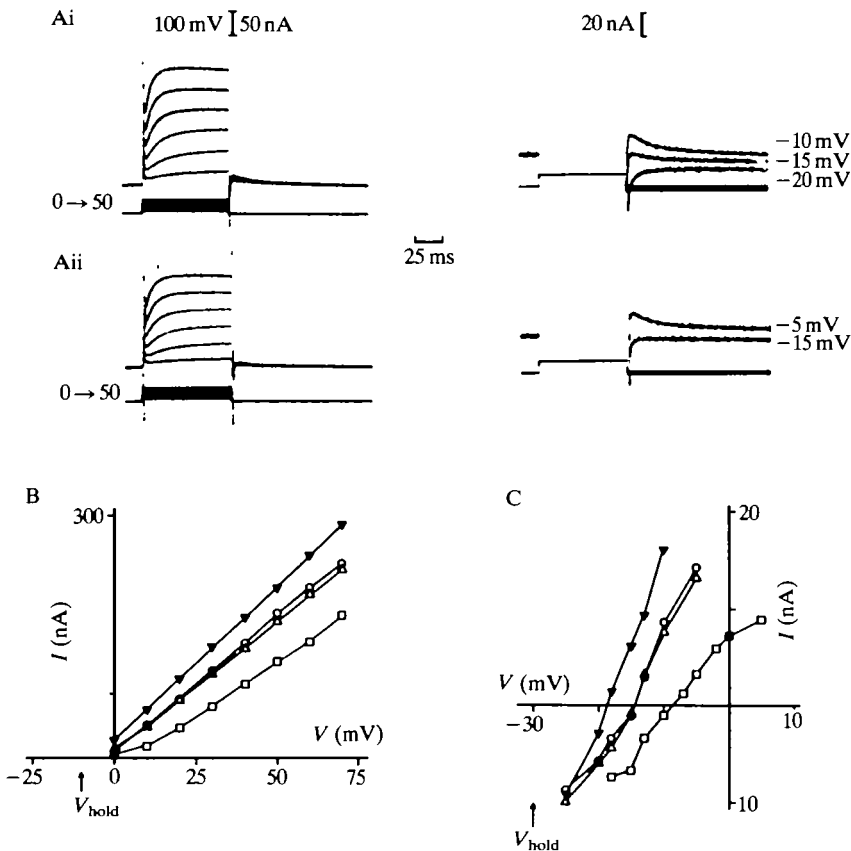 Ai
100 mV 50 nA
20 nA
−10 mV
−15 mV
−20 mV
0 → 50
25 ms
Aii
−5 mV
−15 mV
0 → 50
B
300
I (nA)
V (mV)
−25 0 25 50 75
V hold
C
20
I (nA)
V (mV)
−30 10
10
V hold